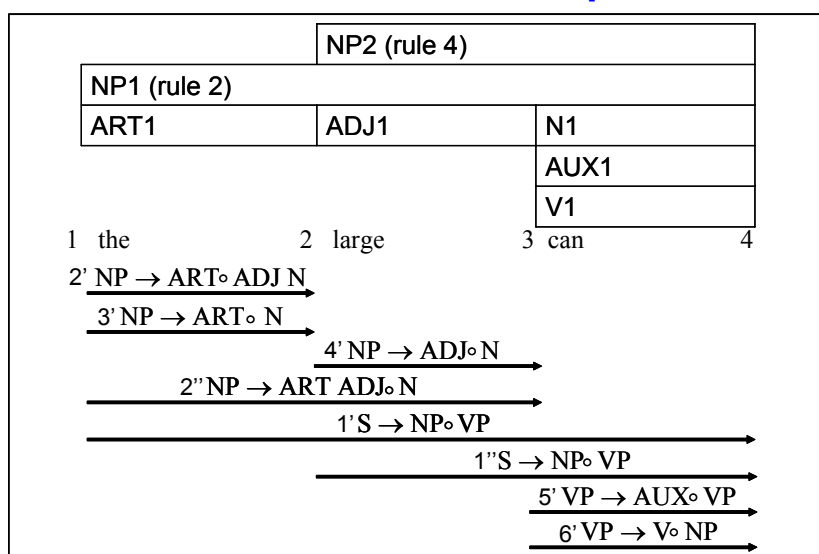 NP2 (rule 4)
NP1 (rule 2)
ART1 ADJ1 N1
AUX1
V1
1 the 2 large 3 can 4
2' NP → ART∘ ADJ N
3' NP → ART∘ N
4' NP → ADJ∘ N
2'' NP → ART ADJ∘ N
1' S → NP∘ VP
1'' S → NP∘ VP
5' VP → AUX∘ VP
6' VP → V∘ NP